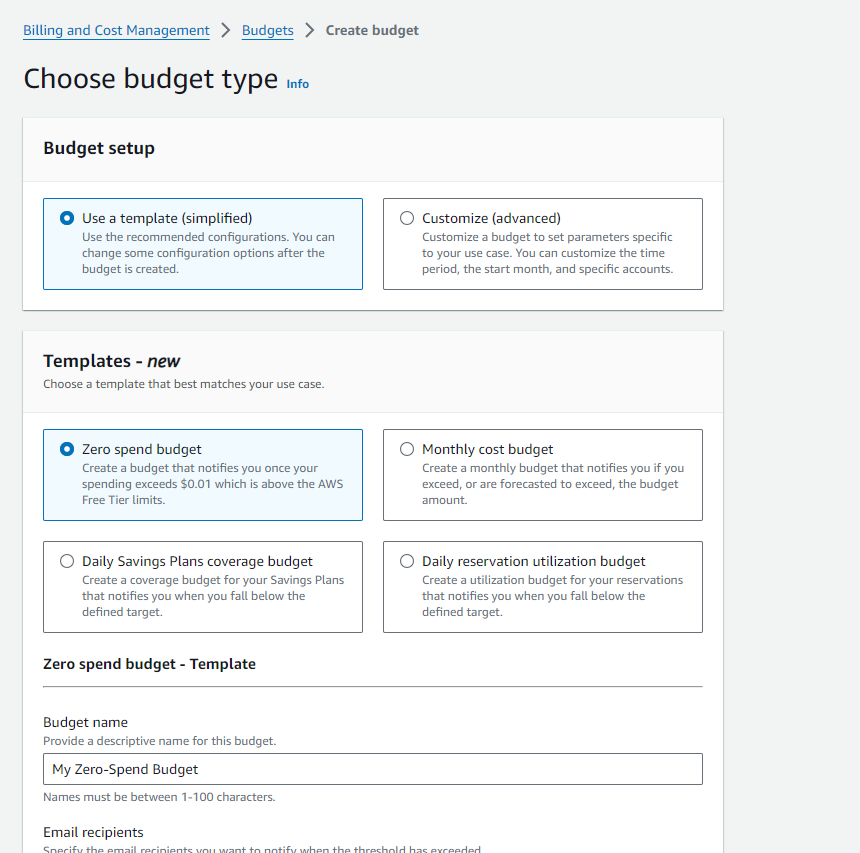 Billing and Cost Management > Budgets > Create budget
Choose budget type Info
Budget setup
Use a template (simplified)
Use the recommended configurations. You can
change some configuration options after the
budget is created.
Customize (advanced)
Customize a budget to set parameters specific
to your use case. You can customize the time
period, the start month, and specific accounts.
Templates - new
Choose a template that best matches your use case.
Zero spend budget
Create a budget that notifies you once your
spending exceeds $0.01 which is above the AWS
Free Tier limits.
Monthly cost budget
Create a monthly budget that notifies you if you
exceed, or are forecasted to exceed, the budget
amount.
Daily Savings Plans coverage budget
Create a coverage budget for your Savings Plans
that notifies you when you fall below the
defined target.
Daily reservation utilization budget
Create a utilization budget for your reservations
that notifies you when you fall below the
defined target.
Zero spend budget - Template
Budget name
Provide a descriptive name for this budget.
My Zero-Spend Budget
Names must be between 1-100 characters.
Email recipients
Specify the email recipients you want to notify when the threshold has exceeded.